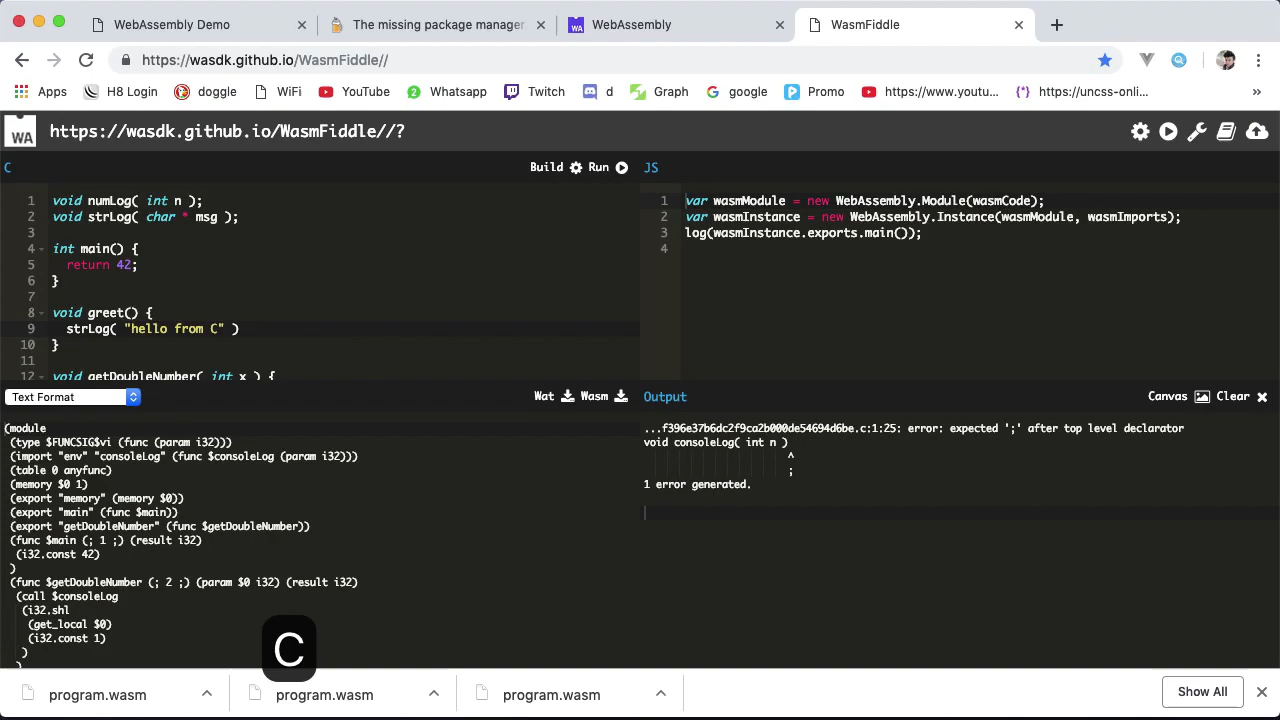 WebAssembly Demo
The missing package manager
WebAssembly
WasmFiddle
https://wasdk.github.io/WasmFiddle//
Apps
H8 Login
doggle
WiFi
YouTube
Whatsapp
Twitch
d
Graph
google
Promo
https://www.youtu...
https://uncss-onli...
»
WA https://wasdk.github.io/WasmFiddle//?
C
Build
Run
JS
1 void numLog( int n );
2 void strLog( char * msg );
3
4 int main() {
5 return 42;
6 }
7
8 void greet() {
9 strLog( "hello from C" )
10 }
11
12 void getDoubleNumber( int x ) {
1 var wasmModule = new WebAssembly.Module(wasmCode);
2 var wasmInstance = new WebAssembly.Instance(wasmModule, wasmImports);
3 log(wasmInstance.exports.main());
4
Text Format
Wat
Wasm
Output
Canvas
Clear
(module
(type $FUNCSIG$vi (func (param i32)))
(import "env" "consoleLog" (func $consoleLog (param i32)))
(table 0 anyfunc)
(memory $0 1)
(export "memory" (memory $0))
(export "main" (func $main))
(export "getDoubleNumber" (func $getDoubleNumber))
(func $main (; 1 ;) (result i32)
(i32.const 42)
)
(func $getDoubleNumber (; 2 ;) (param $0 i32) (result i32)
(call $consoleLog
(i32.shl
(get_local $0)
(i32.const 1)
)
)
...f396e37b6dc2f9ca2b000de54694d6be.c:1:25: error: expected ';' after top level declarator
void consoleLog( int n )
^
;
1 error generated.
C
program.wasm
program.wasm
program.wasm
Show All